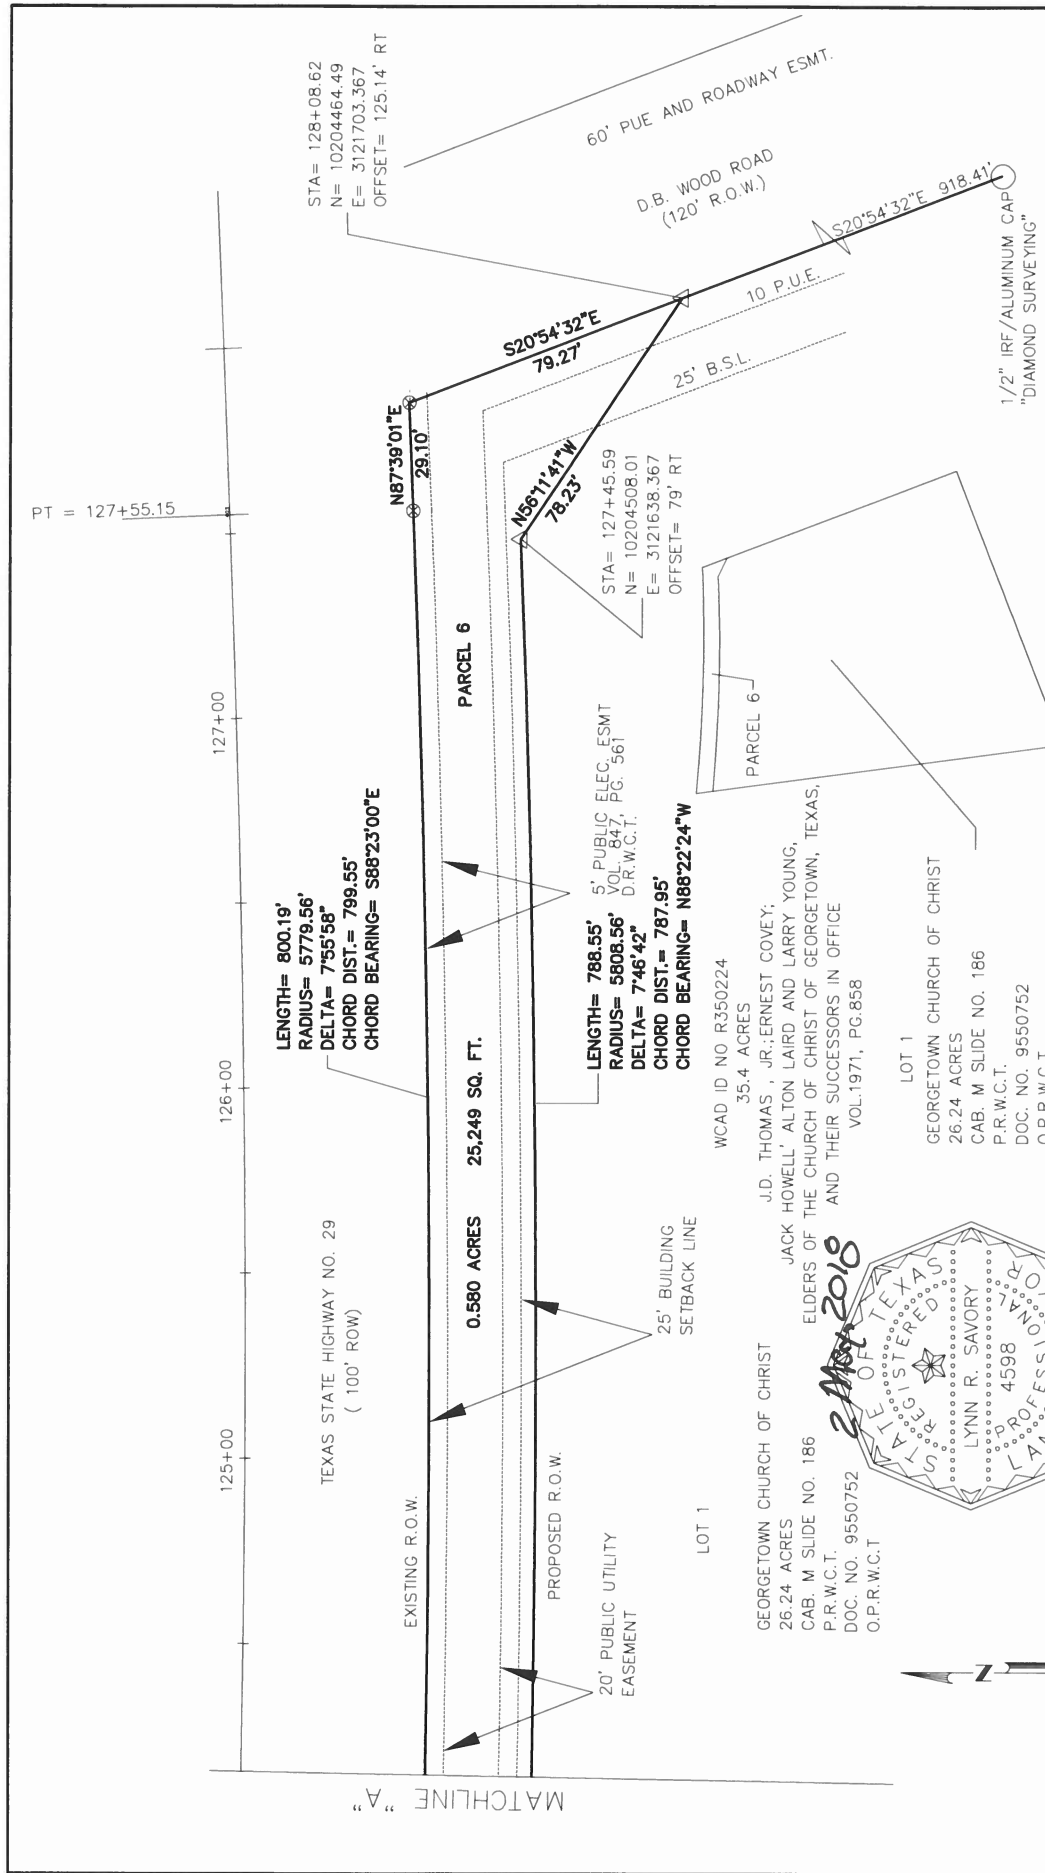 MATCHLINE "A"
125+00
126+00
127+00
PT = 127+55.15
TEXAS STATE HIGHWAY NO. 29
( 100' ROW)
EXISTING R.O.W.
LENGTH= 800.19'
RADIUS= 5779.56'
DELTA= 7°55'58"
CHORD DIST.= 799.55'
CHORD BEARING= S88°23'00"E
N87°39'01"E
29.10'
STA= 128+08.62
N= 10204464.49
E= 3121703.367
OFFSET= 125.14' RT
S20°54'32"E
79.27'
60' PUE AND ROADWAY ESMT.
D.B. WOOD ROAD
(120' R.O.W.)
S20°54'32"E 918.41'
10 P.U.E.
25' B.S.L.
1/2" IRF/ALUMINUM CAP
"DIAMOND SURVEYING"
0.580 ACRES
25,249 SQ. FT.
PARCEL 6
N56°11'41"W
78.23'
STA= 127+45.59
N= 10204508.01
E= 3121638.367
OFFSET= 79' RT
5' PUBLIC ELEC. ESMT
VOL. 847, PG. 561
D.R.W.C.T.
PROPOSED R.O.W.
LENGTH= 788.55'
RADIUS= 5808.56'
DELTA= 7°46'42"
CHORD DIST.= 787.95'
CHORD BEARING= N88°22'24"W
20' PUBLIC UTILITY
EASEMENT
25' BUILDING
SETBACK LINE
PARCEL 6
WCAD ID NO R350224
35.4 ACRES
J.D. THOMAS , JR.;ERNEST COVEY;
JACK HOWELL' ALTON LAIRD AND LARRY YOUNG,
ELDERS OF THE CHURCH OF CHRIST OF GEORGETOWN, TEXAS,
AND THEIR SUCCESSORS IN OFFICE
VOL.1971, PG.858
LOT 1
GEORGETOWN CHURCH OF CHRIST
26.24 ACRES
CAB. M SLIDE NO. 186
P.R.W.C.T.
DOC. NO. 9550752
O.P.R.W.C.T
LOT 1
GEORGETOWN CHURCH OF CHRIST
26.24 ACRES
CAB. M SLIDE NO. 186
P.R.W.C.T.
DOC. NO. 9550752
O.P.R.W.C.T
2 May 2018
STATE OF TEXAS
REGISTERED
LYNN R. SAVORY
4598
N